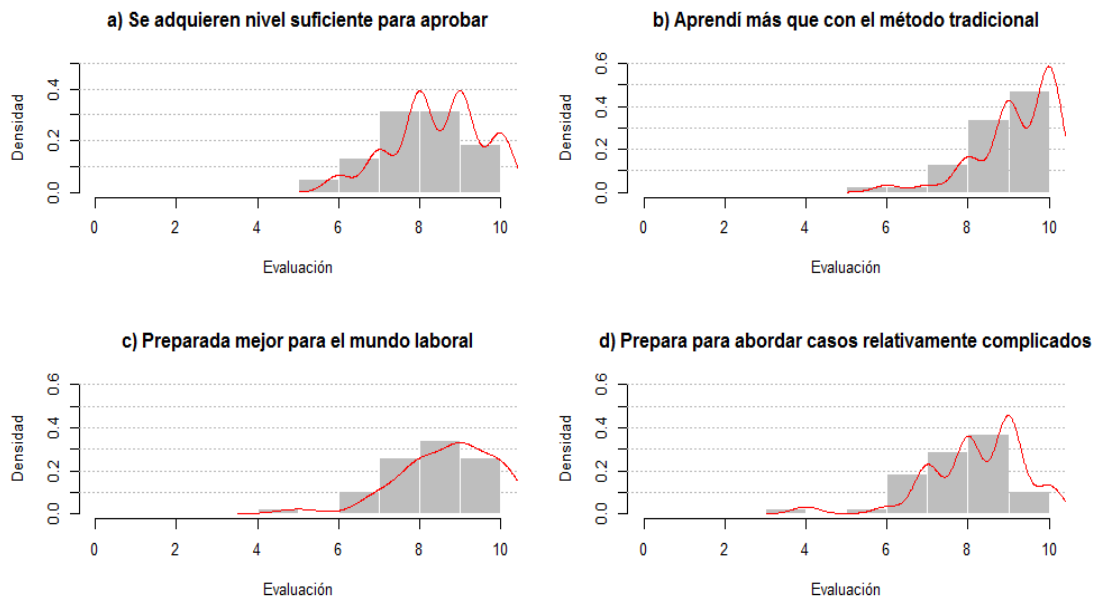 a) Se adquieren nivel suficiente para aprobar
Densidad
0.0 0.2 0.4
0 2 4 6 8 10
Evaluación
b) Aprendí más que con el método tradicional
Densidad
0.0 0.2 0.4 0.6
0 2 4 6 8 10
Evaluación
c) Preparada mejor para el mundo laboral
Densidad
0.0 0.2 0.4 0.6
0 2 4 6 8 10
Evaluación
d) Prepara para abordar casos relativamente complicados
Densidad
0.0 0.2 0.4 0.6
0 2 4 6 8 10
Evaluación